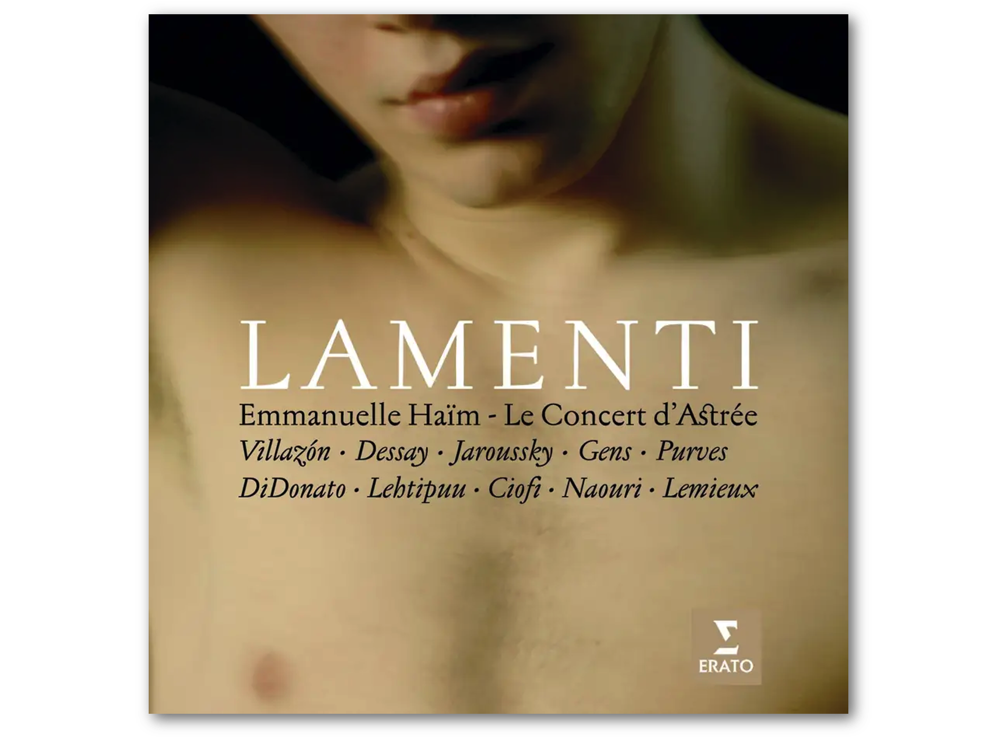 LAMENTI
Emmanuelle Haïm - Le Concert d'Astrée
Villazón · Dessay · Jaroussky · Gens · Purves
DiDonato · Lehtipuu · Ciofi · Naouri · Lemieux
ERATO